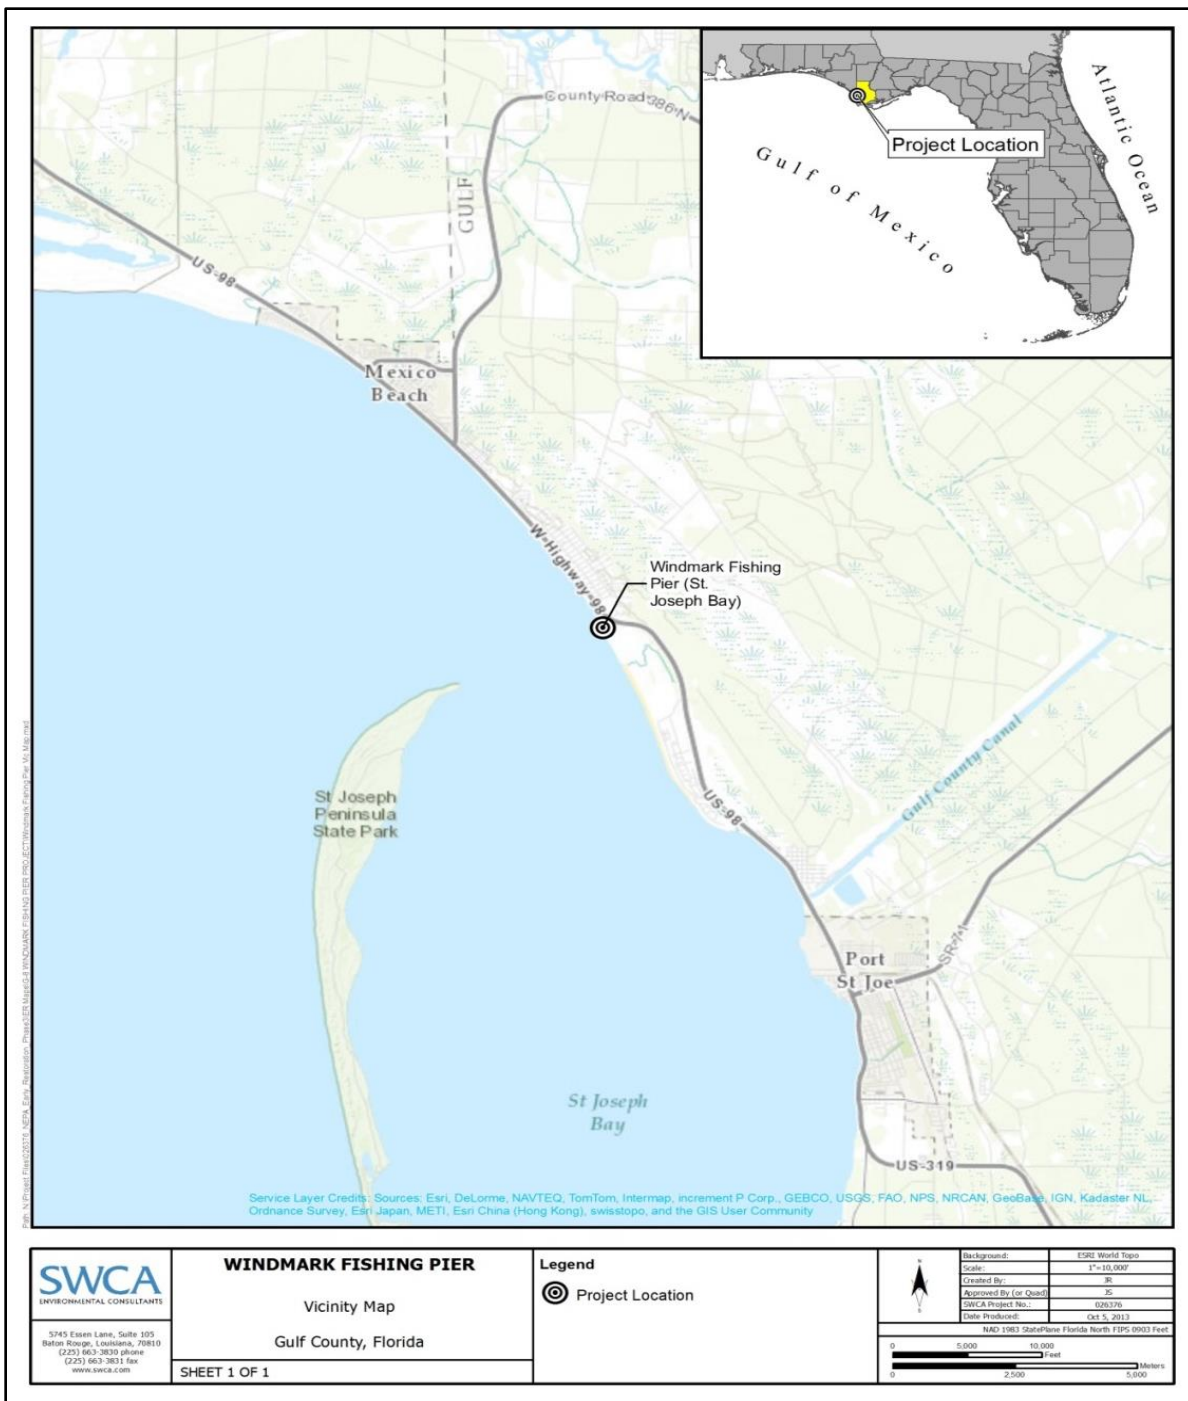 County Road 386 N
Atlantic Ocean
Project Location
Gulf of Mexico
GULF
US-98
Mexico
Beach
W-Highway-98
Windmark Fishing
Pier (St.
Joseph Bay)
Gulf County Canal
St Joseph
Peninsula
State Park
US-98
Port
St Joe
SR-71
St Joseph
Bay
US-319
Service Layer Credits: Sources: Esri, DeLorme, NAVTEQ, TomTom, Intermap, increment P Corp., GEBCO, USGS, FAO, NPS, NRCAN, GeoBase, IGN, Kadaster NL,
Ordnance Survey, Esri Japan, METI, Esri China (Hong Kong), swisstopo, and the GIS User Community
SWCA
ENVIRONMENTAL CONSULTANTS
5745 Essen Lane, Suite 105
Baton Rouge, Louisiana, 70810
(225) 663-3830 phone
(225) 663-3831 fax
www.swca.com
WINDMARK FISHING PIER
Vicinity Map
Gulf County, Florida
SHEET 1 OF 1
Legend
Project Location
N
Background: ESRI World Topo
Scale: 1"=10,000'
Created By: JR
Approved By (or Quad) JS
SWCA Project No.: 026376
Date Produced: Oct 5, 2013
NAD 1983 StatePlane Florida North FIPS 0903 Feet
0 5,000 10,000
Feet
Meters
0 2,500 5,000